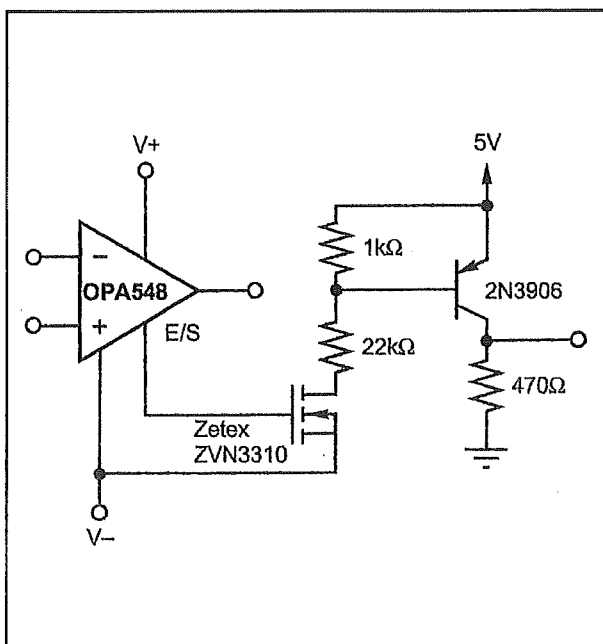 V+
5V
−
OPA548
+
E/S
1kΩ
2N3906
22kΩ
470Ω
Zetex
ZVN3310
V−